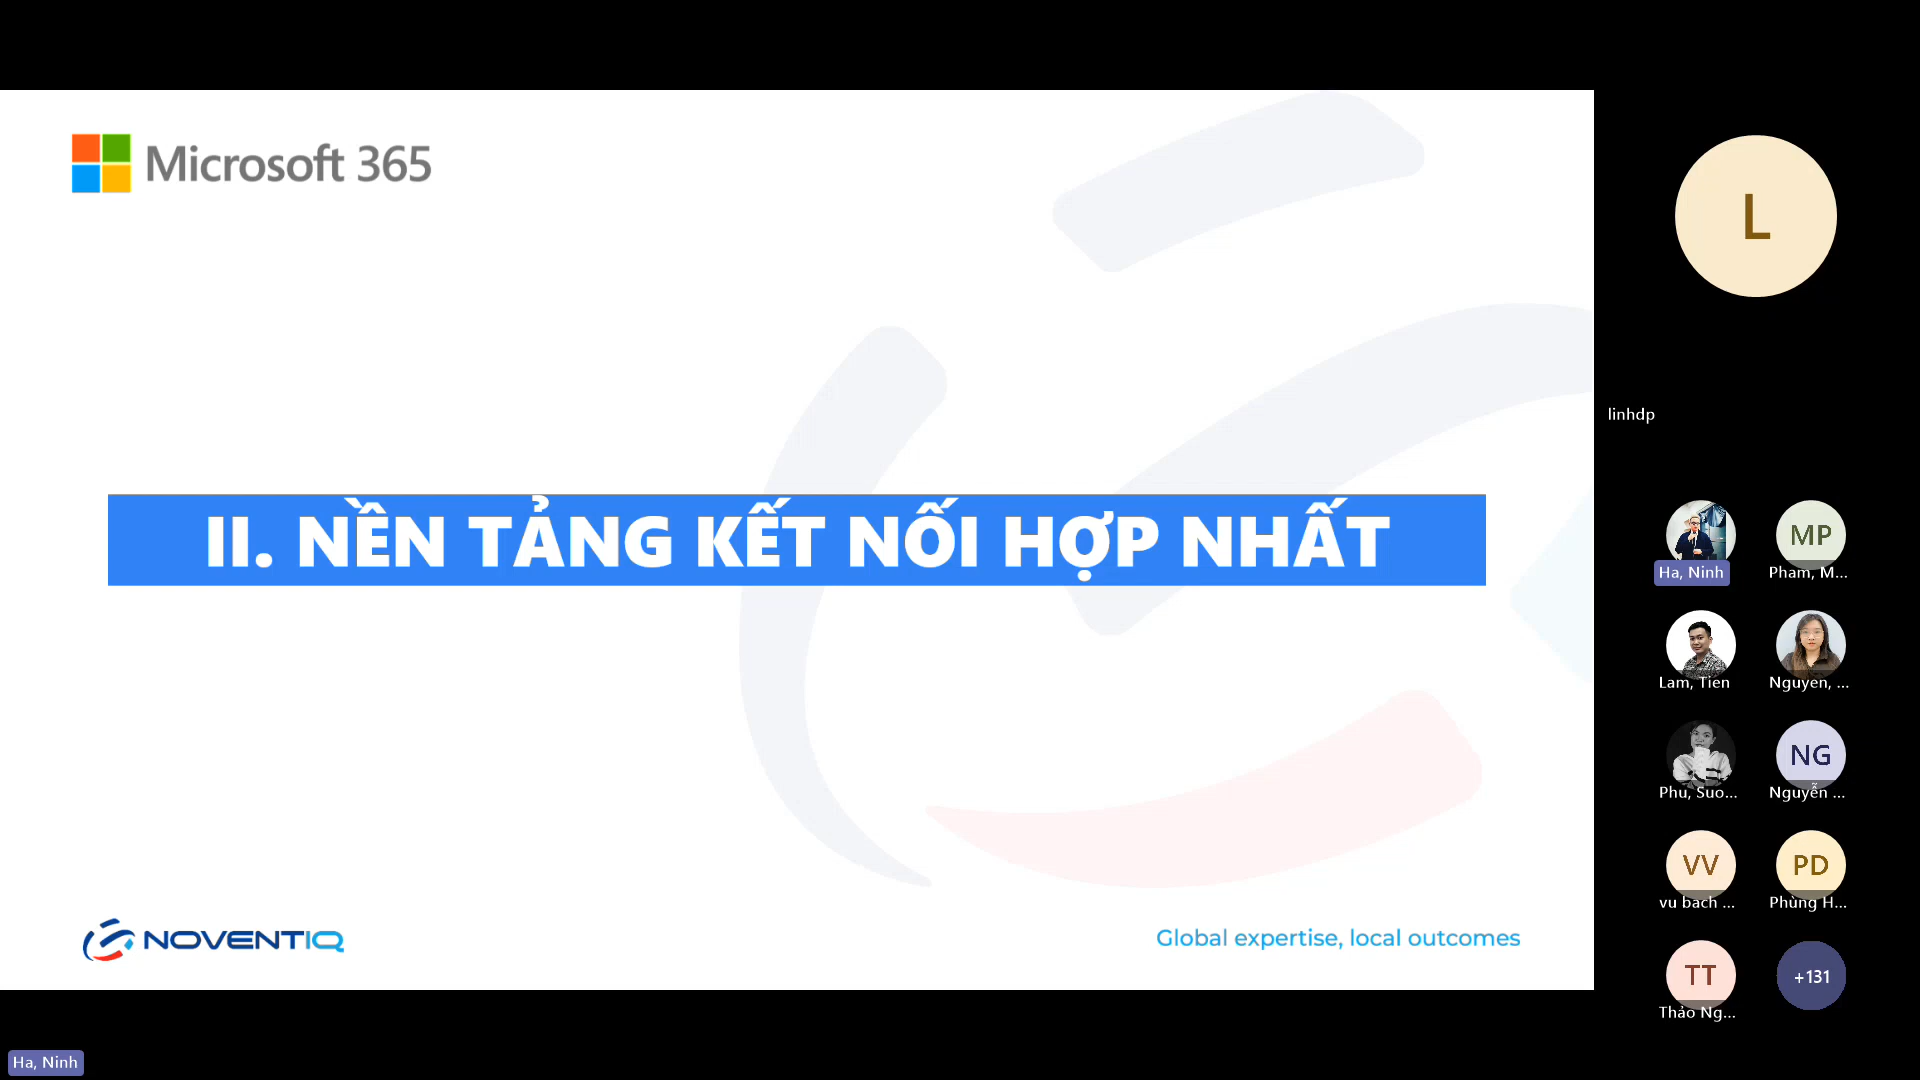 Microsoft 365
II. NỀN TẢNG KẾT NỐI HỢP NHẤT
NOVENTIQ
Global expertise, local outcomes
Ha, Ninh
L
linhdp
Ha, Ninh
MP
Pham, M...
Lam, Tien
Nguyen, ...
Phu, Suo...
NG
Nguyễn ...
VV
vu bach ...
PD
Phùng H...
TT
Thảo Ng...
+131